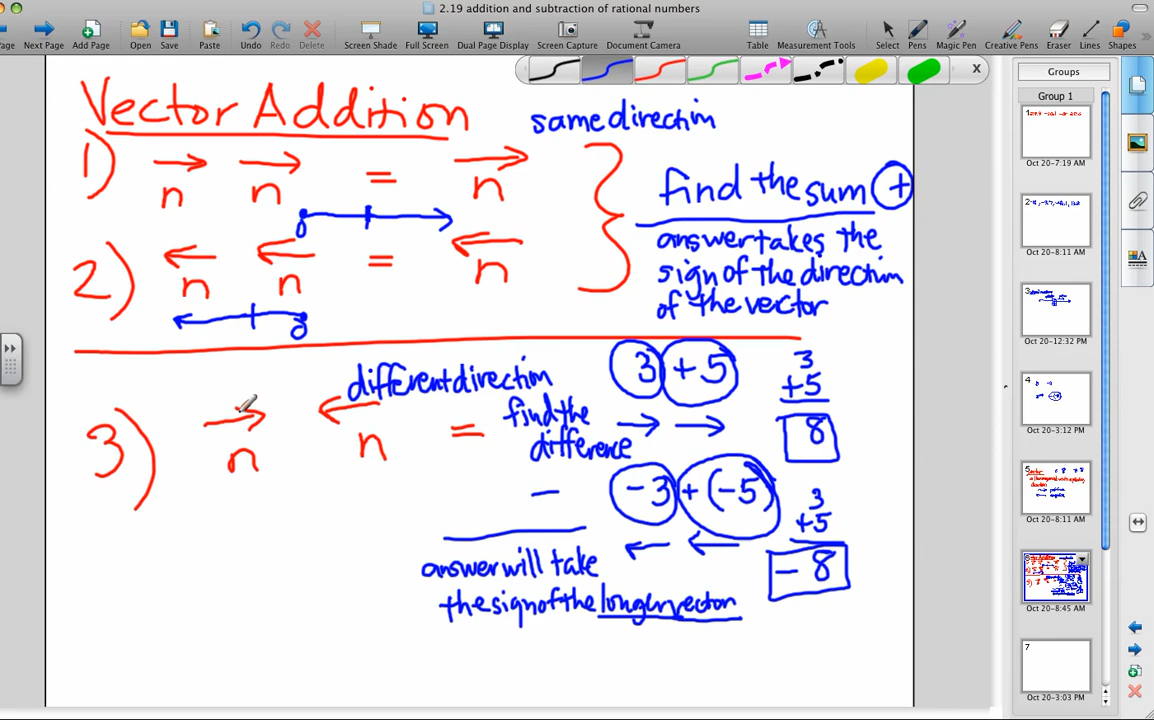 2.19 addition and subtraction of rational numbers
Page
Next Page
Add Page
Open
Save
Paste
Undo
Redo
Delete
Screen Shade
Full Screen
Dual Page Display
Screen Capture
Document Camera
Table
Measurement Tools
Select
Pens
Magic Pen
Creative Pens
Eraser
Lines
Shapes
X
Groups
Group 1
Oct 20-7:19 AM
Oct 20-8:11 AM
Oct 20-12:32 PM
4
Oct 20-3:12 PM
Oct 20-8:11 AM
Oct 20-8:45 AM
7
Oct 20-3:03 PM
Vector Addition
same direction
1) → n → n = → n
find the sum +
0
2) ← n ← n = ← n
answer takes the
sign of the direction
of the vector
0
different direction
3) → n ← n =
find the
difference
−
answer will take
the sign of the longer vector
3 + 5
→ →
3
+5
8
−3 + (−5)
← ←
3
+5
−8